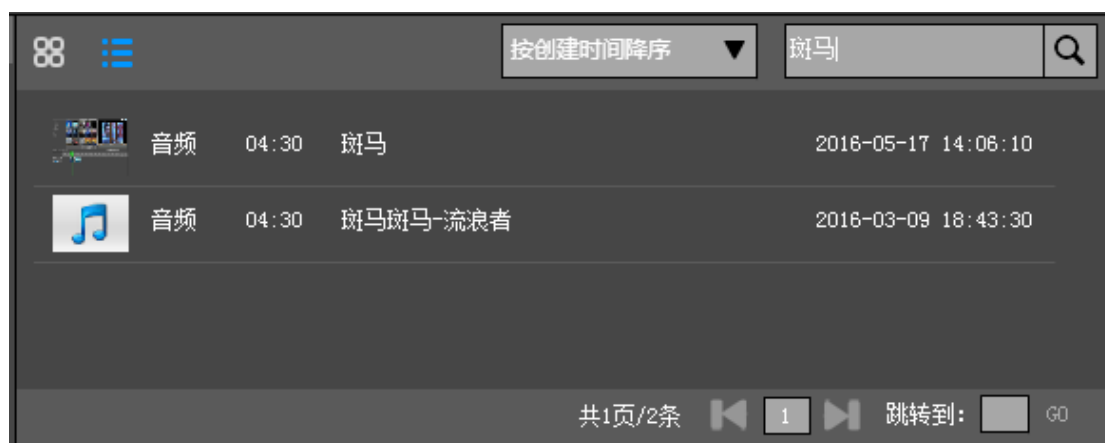 按创建时间降序 ▼ 斑马
音频 04:30 斑马 2016-05-17 14:06:10
音频 04:30 斑马斑马-流浪者 2016-03-09 18:43:30
共1页/2条 1 跳转到: GO